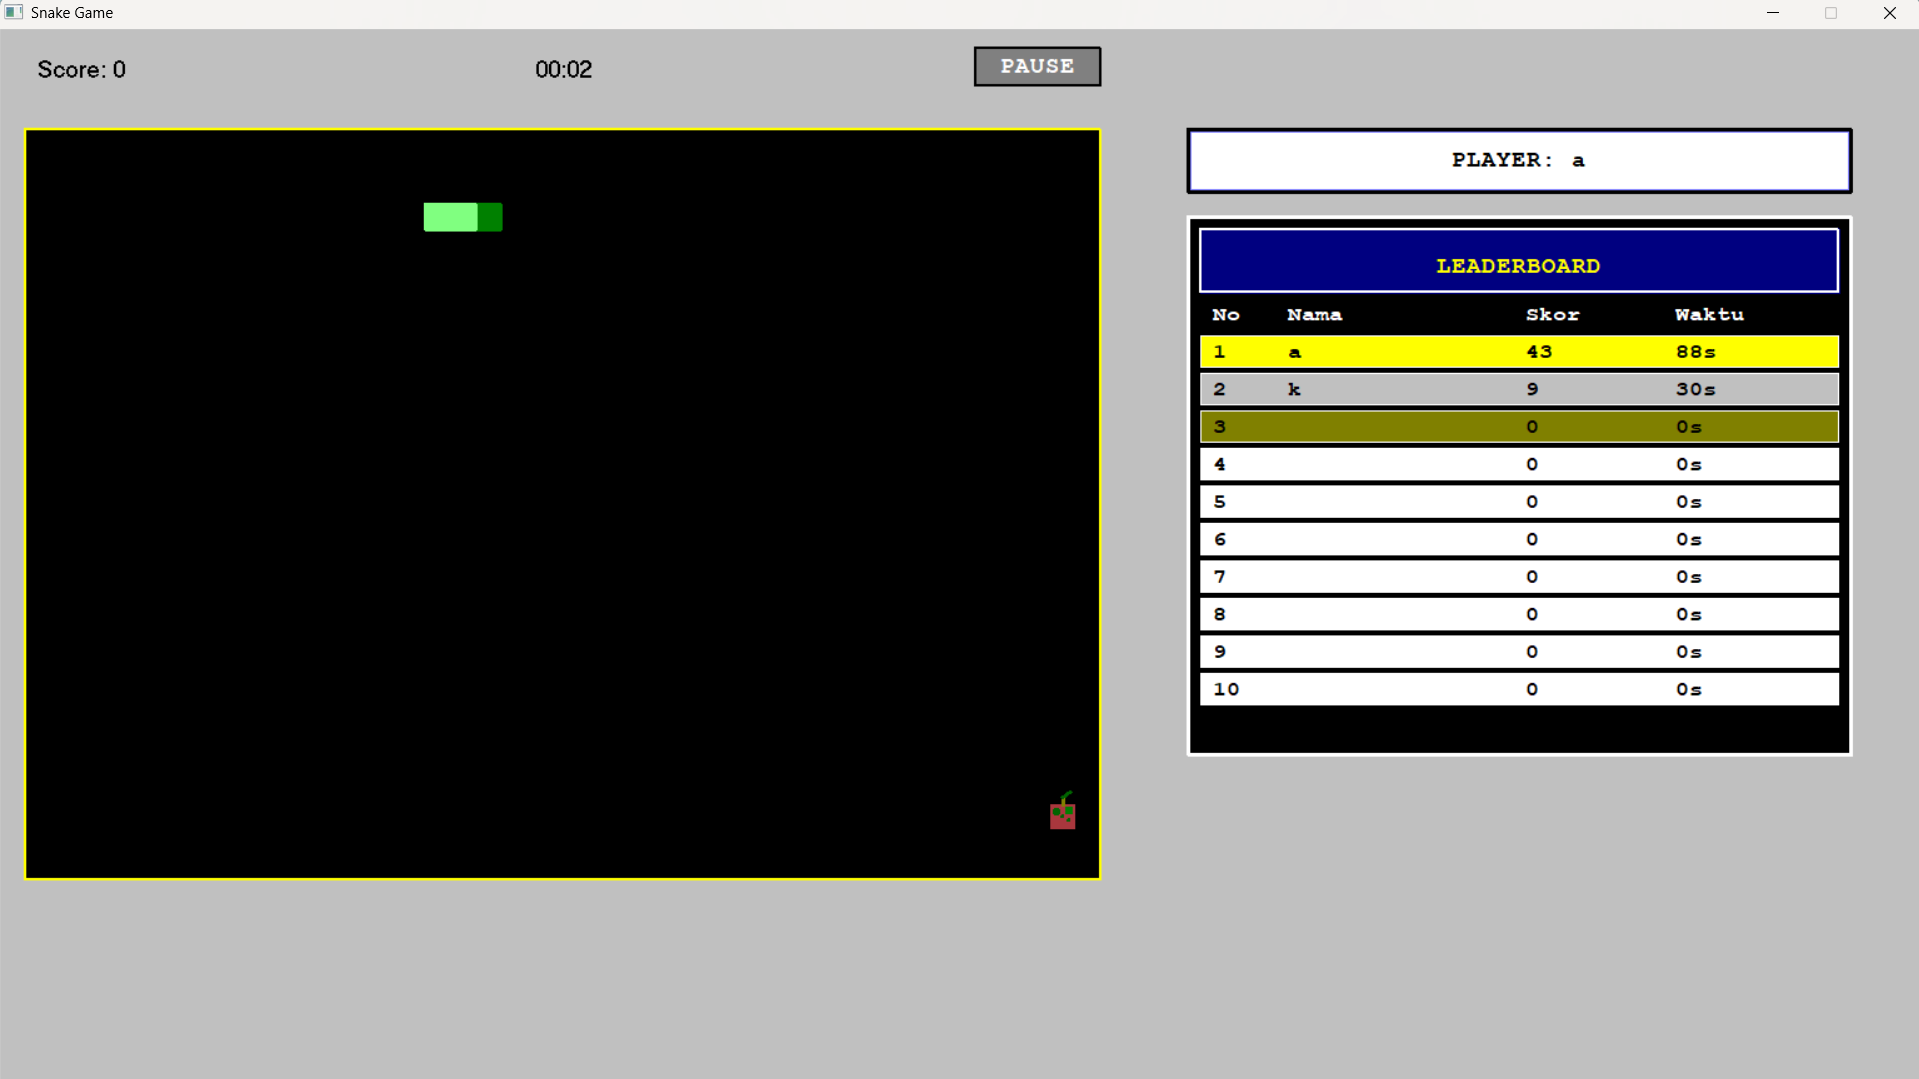 Snake Game
Score: 0 00:02 PAUSE
PLAYER: a
LEADERBOARD
No Nama Skor Waktu
1 a 43 88s
2 k 9 30s
3 0 0s
4 0 0s
5 0 0s
6 0 0s
7 0 0s
8 0 0s
9 0 0s
10 0 0s